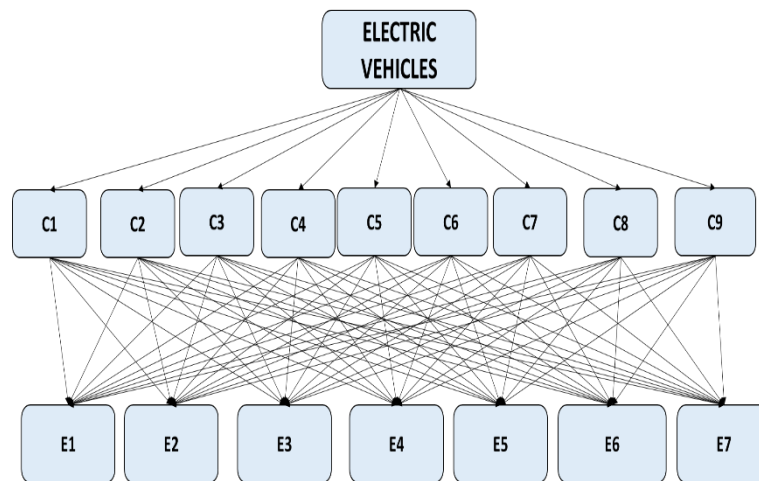 ELECTRIC
VEHICLES
C1 C2 C3 C4 C5 C6 C7 C8 C9
E1 E2 E3 E4 E5 E6 E7